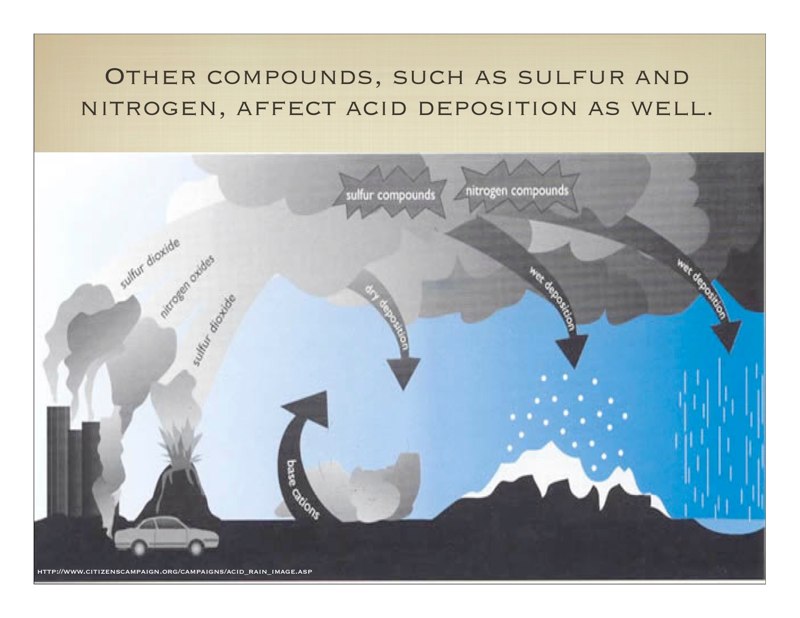 OTHER COMPOUNDS, SUCH AS SULFUR AND
NITROGEN, AFFECT ACID DEPOSITION AS WELL.
sulfur compounds
nitrogen compounds
sulfur dioxide
nitrogen oxides
sulfur dioxide
dry deposition
wet deposition
wet deposition
base cations
HTTP://WWW.CITIZENSCAMPAIGN.ORG/CAMPAIGNS/ACID_RAIN_IMAGE.ASP